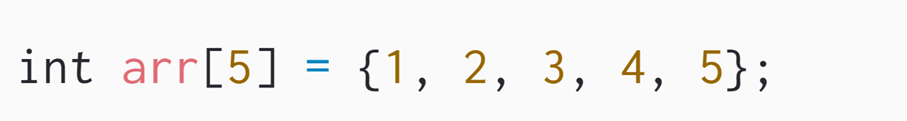 int arr[5] = {1, 2, 3, 4, 5};